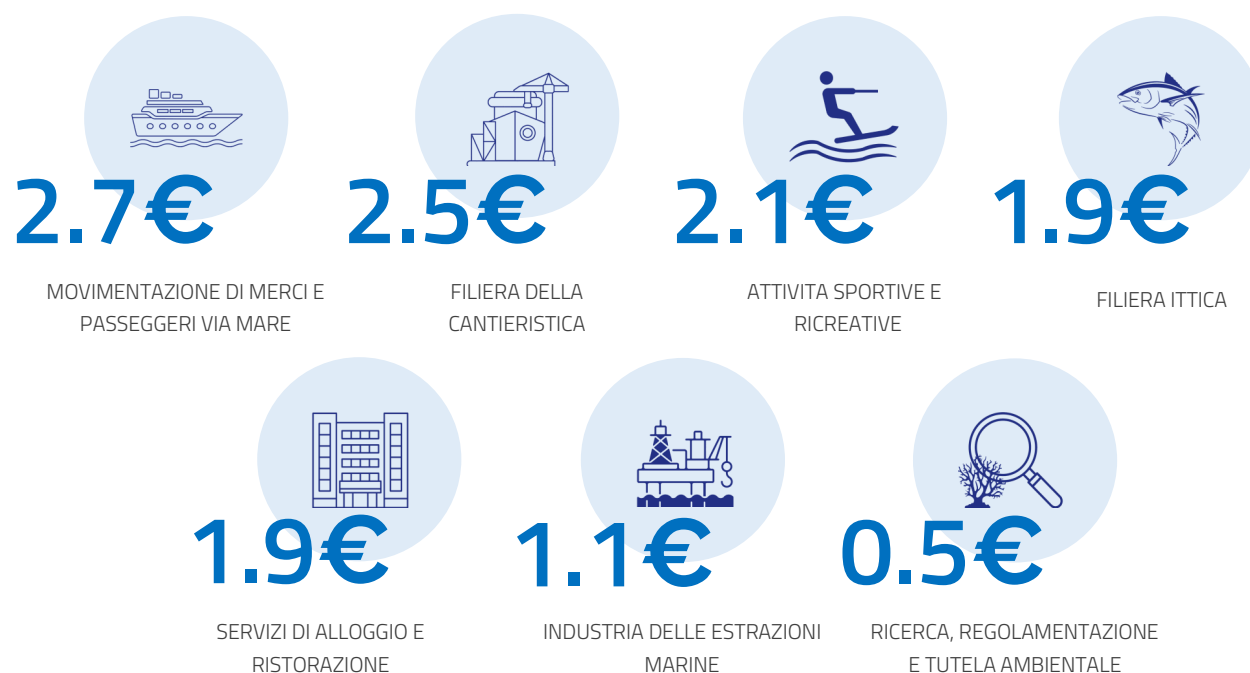 2.7€
MOVIMENTAZIONE DI MERCI E
PASSEGGERI VIA MARE
2.5€
FILIERA DELLA
CANTIERISTICA
2.1€
ATTIVITA SPORTIVE E
RICREATIVE
1.9€
FILIERA ITTICA
1.9€
SERVIZI DI ALLOGGIO E
RISTORAZIONE
1.1€
INDUSTRIA DELLE ESTRAZIONI
MARINE
0.5€
RICERCA, REGOLAMENTAZIONE
E TUTELA AMBIENTALE